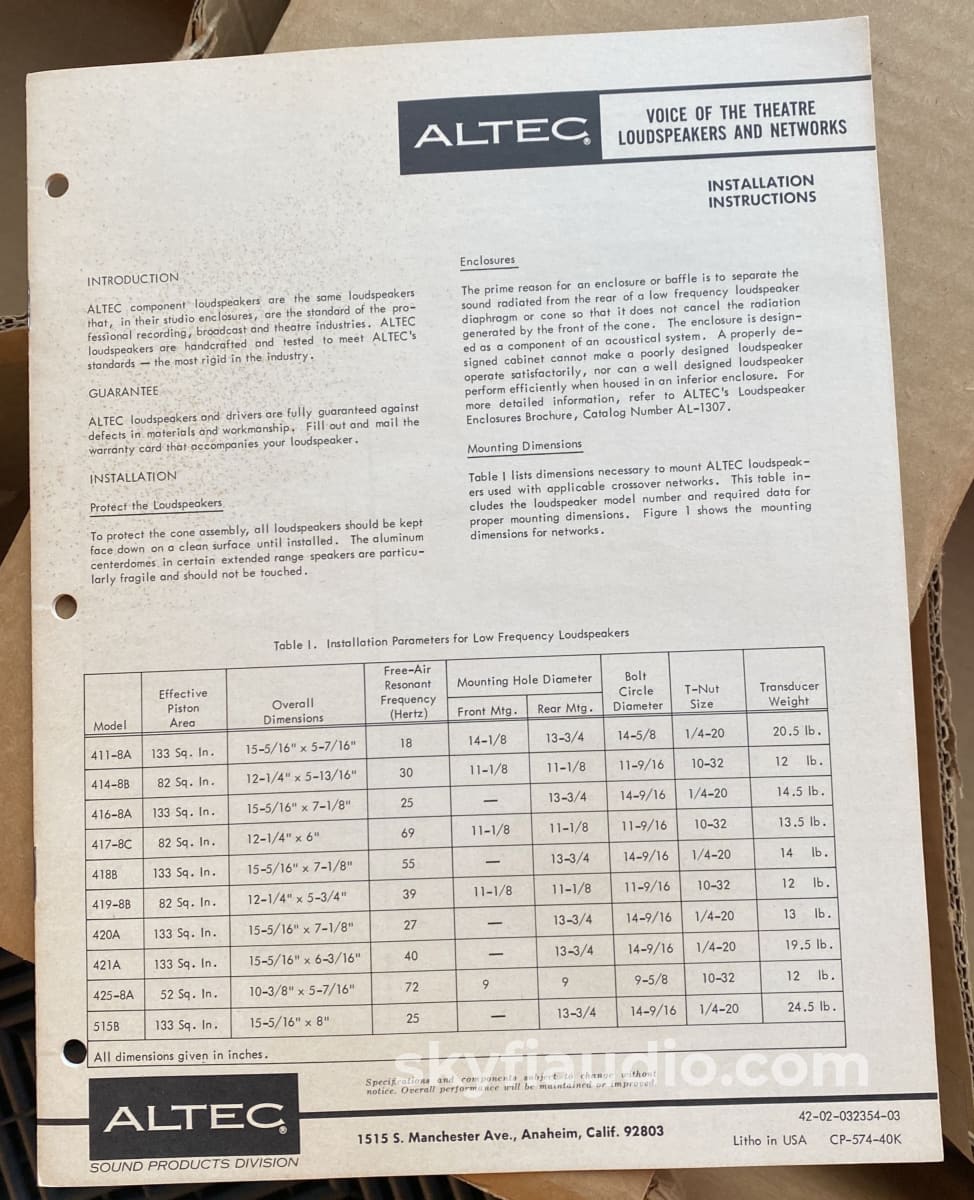 ALTEC®
VOICE OF THE THEATRE
LOUDSPEAKERS AND NETWORKS
INSTALLATION
INSTRUCTIONS
INTRODUCTION
ALTEC component loudspeakers are the same loudspeakers
that, in their studio enclosures, are the standard of the pro-
fessional recording, broadcast and theatre industries. ALTEC
loudspeakers are handcrafted and tested to meet ALTEC's
standards — the most rigid in the industry.
GUARANTEE
ALTEC loudspeakers and drivers are fully guaranteed against
defects in materials and workmanship. Fill out and mail the
warranty card that accompanies your loudspeaker.
INSTALLATION
Protect the Loudspeakers
To protect the cone assembly, all loudspeakers should be kept
face down on a clean surface until installed. The aluminum
centerdomes in certain extended range speakers are particu-
larly fragile and should not be touched.
Enclosures
The prime reason for an enclosure or baffle is to separate the
sound radiated from the rear of a low frequency loudspeaker
diaphragm or cone so that it does not cancel the radiation
generated by the front of the cone. The enclosure is design-
ed as a component of an acoustical system. A properly de-
signed cabinet cannot make a poorly designed loudspeaker
operate satisfactorily, nor can a well designed loudspeaker
perform efficiently when housed in an inferior enclosure. For
more detailed information, refer to ALTEC's Loudspeaker
Enclosures Brochure, Catalog Number AL-1307.
Mounting Dimensions
Table I lists dimensions necessary to mount ALTEC loudspeak-
ers used with applicable crossover networks. This table in-
cludes the loudspeaker model number and required data for
proper mounting dimensions. Figure 1 shows the mounting
dimensions for networks.
Table I. Installation Parameters for Low Frequency Loudspeakers
Model Effective Piston Area Overall Dimensions Free-Air Resonant Frequency (Hertz) Mounting Hole Diameter Front Mtg. Rear Mtg. Bolt Circle Diameter T-Nut Size Transducer Weight
411-8A 133 Sq. In. 15-5/16" x 5-7/16" 18 14-1/8 13-3/4 14-5/8 1/4-20 20.5 lb.
414-8B 82 Sq. In. 12-1/4" x 5-13/16" 30 11-1/8 11-1/8 11-9/16 10-32 12 lb.
416-8A 133 Sq. In. 15-5/16" x 7-1/8" 25 — 13-3/4 14-9/16 1/4-20 14.5 lb.
417-8C 82 Sq. In. 12-1/4" x 6" 69 11-1/8 11-1/8 11-9/16 10-32 13.5 lb.
418B 133 Sq. In. 15-5/16" x 7-1/8" 55 — 13-3/4 14-9/16 1/4-20 14 lb.
419-8B 82 Sq. In. 12-1/4" x 5-3/4" 39 11-1/8 11-1/8 11-9/16 10-32 12 lb.
420A 133 Sq. In. 15-5/16" x 7-1/8" 27 — 13-3/4 14-9/16 1/4-20 13 lb.
421A 133 Sq. In. 15-5/16" x 6-3/16" 40 — 13-3/4 14-9/16 1/4-20 19.5 lb.
425-8A 52 Sq. In. 10-3/8" x 5-7/16" 72 9 9 9-5/8 10-32 12 lb.
515B 133 Sq. In. 15-5/16" x 8" 25 — 13-3/4 14-9/16 1/4-20 24.5 lb.
All dimensions given in inches.
skyfiaudio.com
Specifications and components subject to change without
notice. Overall performance will be maintained or improved.
ALTEC®
SOUND PRODUCTS DIVISION
1515 S. Manchester Ave., Anaheim, Calif. 92803
42-02-032354-03
Litho in USA CP-574-40K